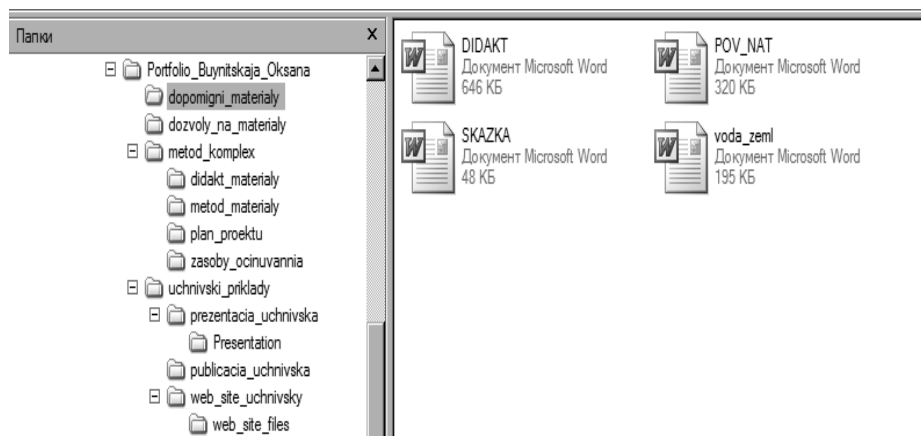 Папки
x
Portfolio_Buynitskaja_Oksana
dopomigni_materialy
dozvoly_na_materialy
metod_komplex
didakt_materialy
metod_materialy
plan_proektu
zasoby_ocinuvannia
uchnivski_priklady
prezentacia_uchnivska
Presentation
publicacia_uchnivska
web_site_uchnivsky
web_site_files
DIDAKT
Документ Microsoft Word
646 КБ
POV_NAT
Документ Microsoft Word
320 КБ
SKAZKA
Документ Microsoft Word
48 КБ
voda_zeml
Документ Microsoft Word
195 КБ